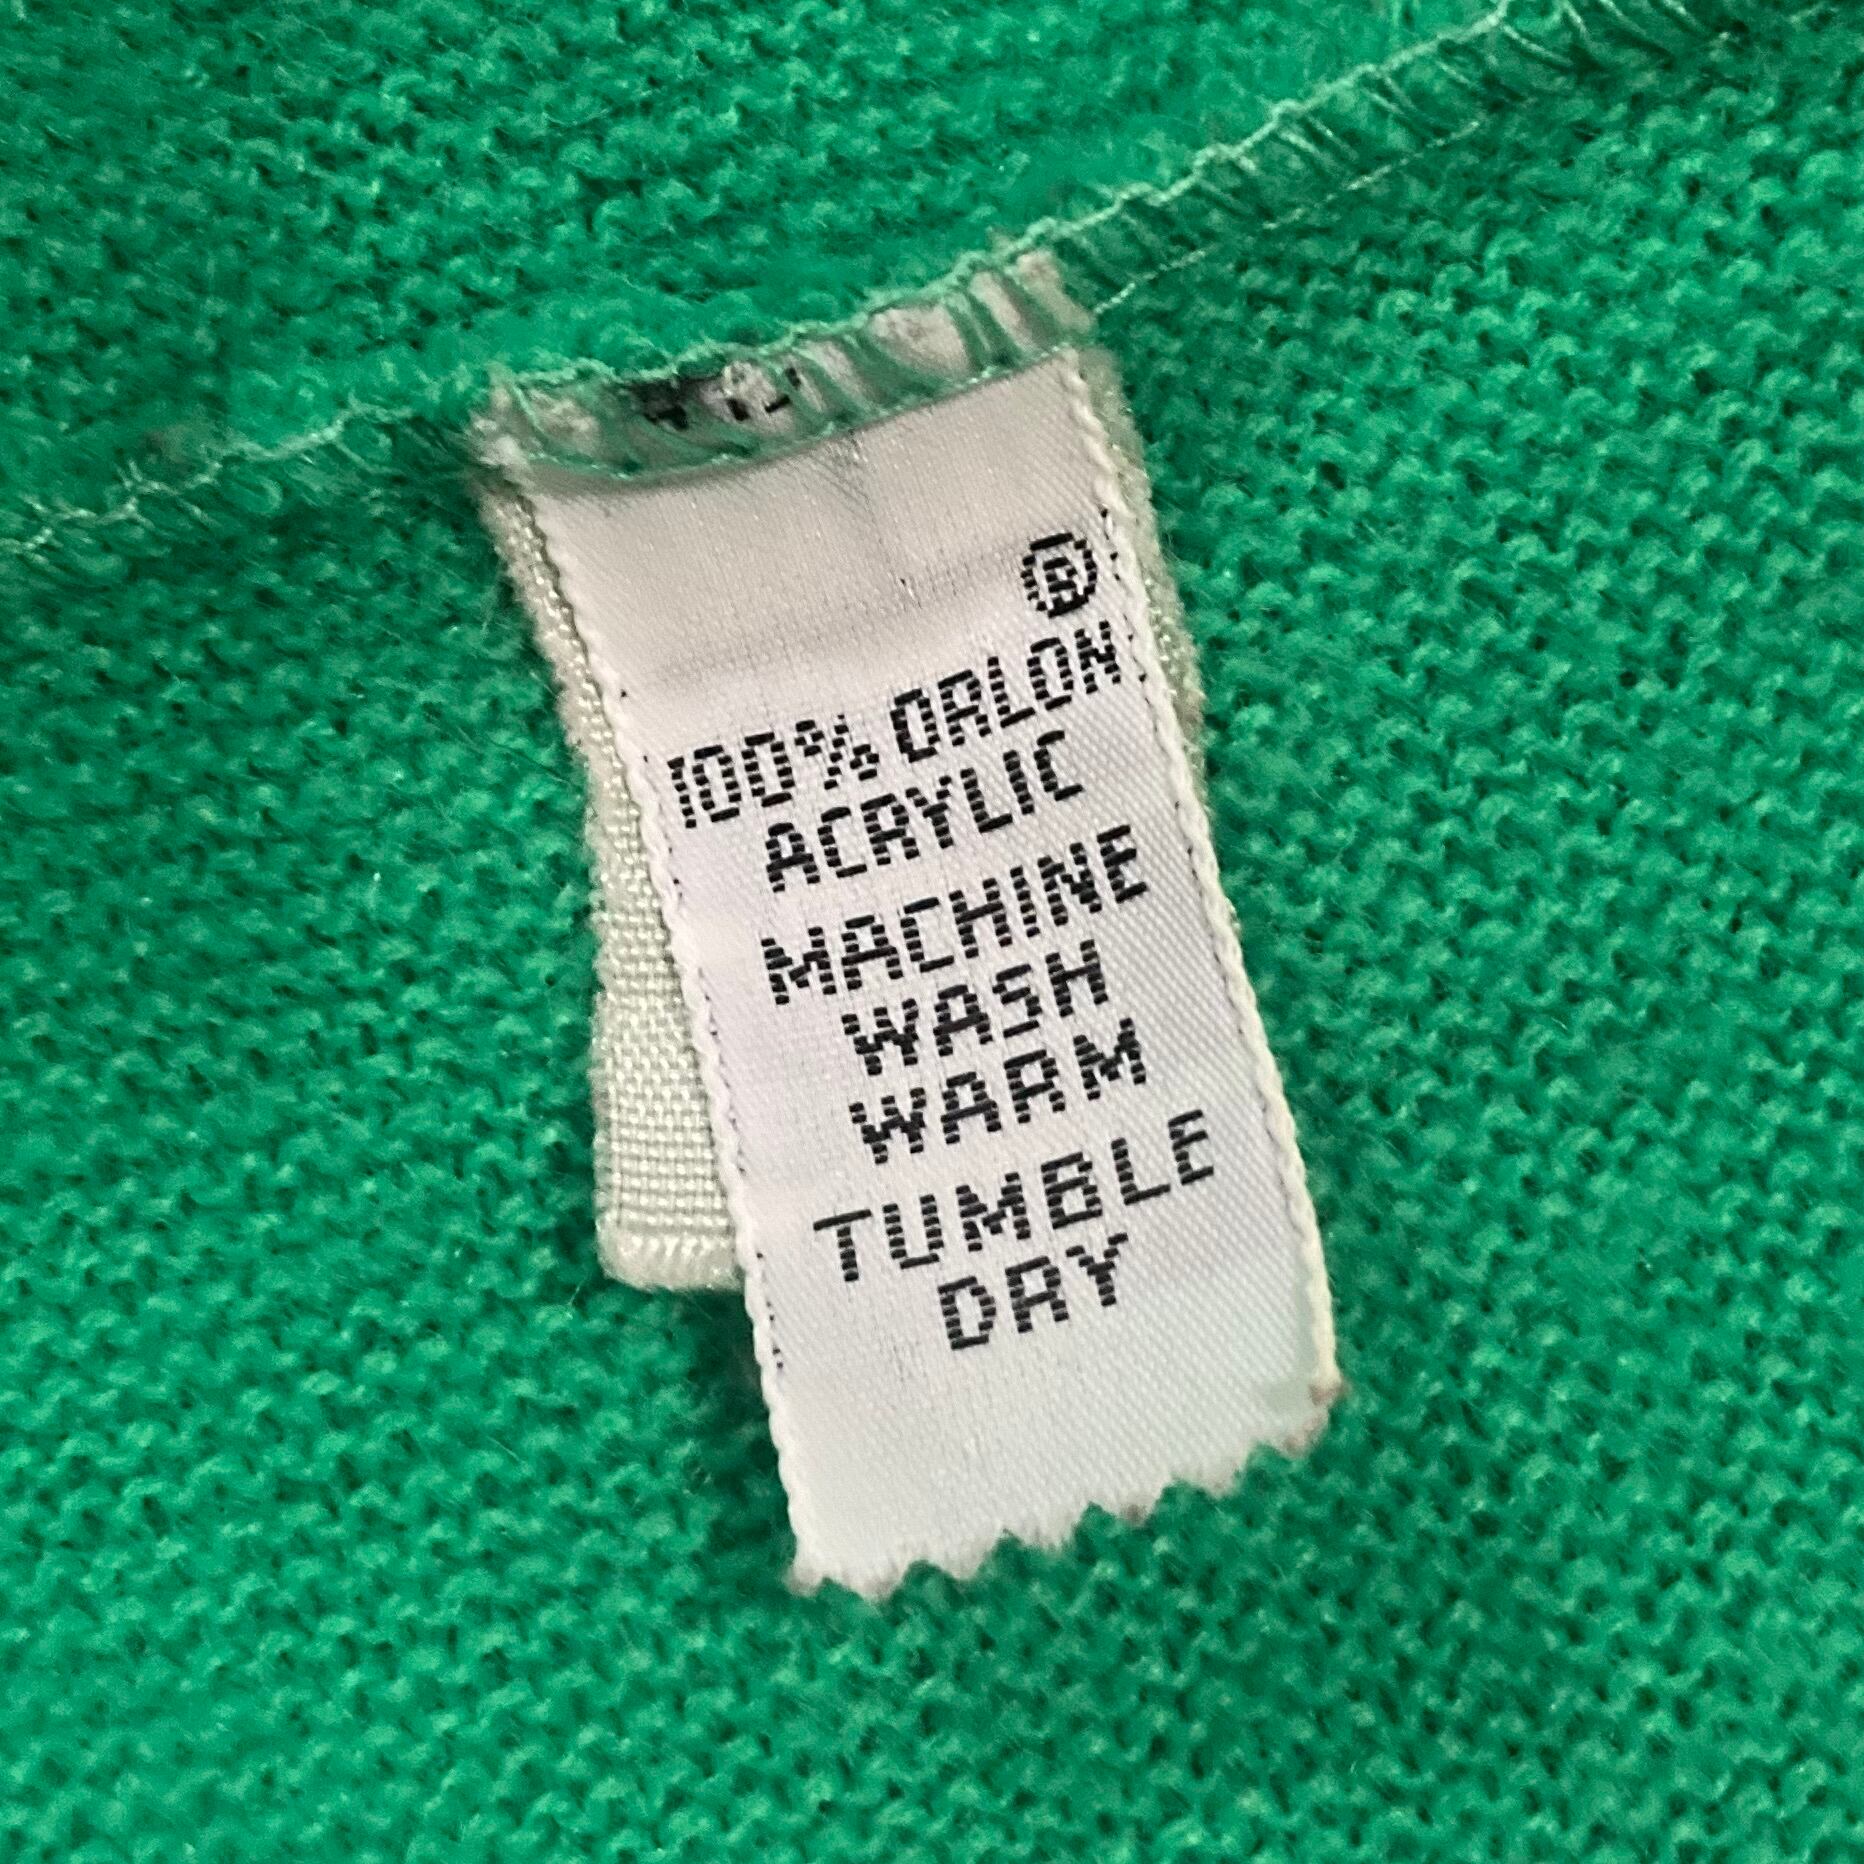 ®
100% ORLON
ACRYLIC
MACHINE
WASH
WARM
TUMBLE
DRY